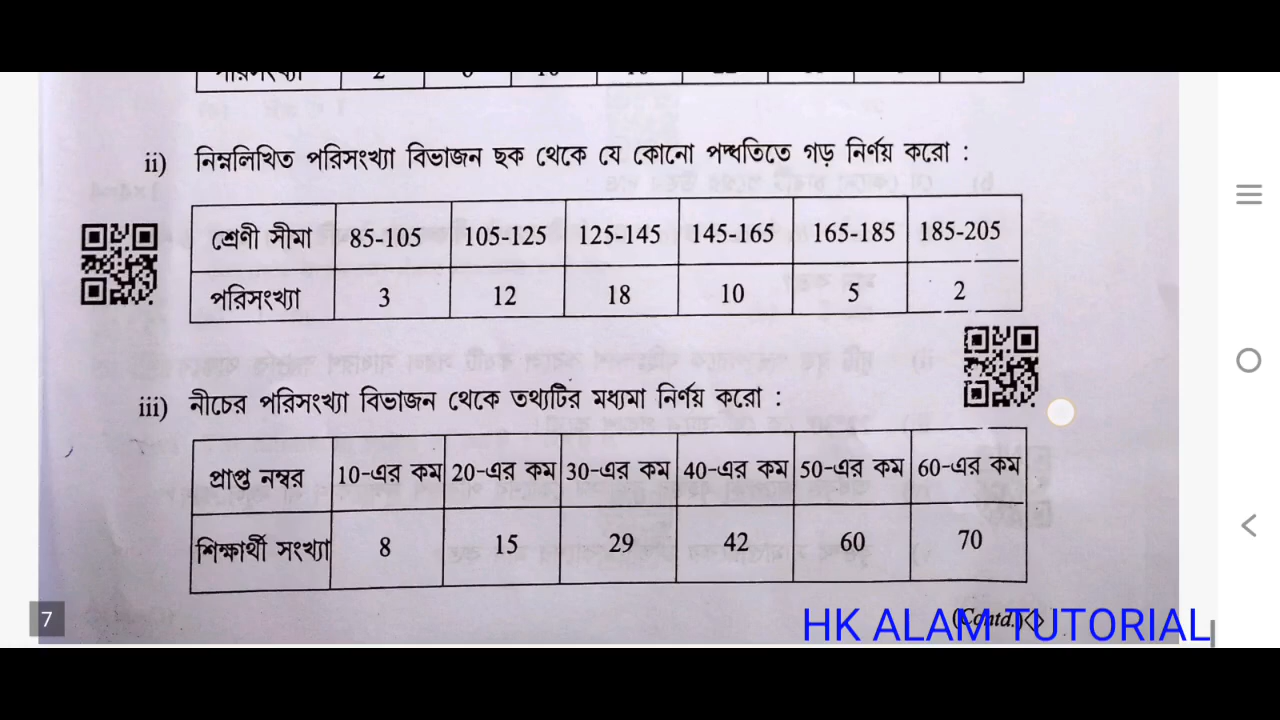 ii) নিম্নলিখিত পরিসংখ্যা বিভাজন ছক থেকে যে কোনো পদ্ধতিতে গড় নির্ণয় করো :
শ্রেণী সীমা 85-105 105-125 125-145 145-165 165-185 185-205
পরিসংখ্যা 3 12 18 10 5 2
iii) নীচের পরিসংখ্যা বিভাজন থেকে তথ্যটির মধ্যমা নির্ণয় করো :
প্রাপ্ত নম্বর 10-এর কম 20-এর কম 30-এর কম 40-এর কম 50-এর কম 60-এর কম
শিক্ষার্থী সংখ্যা 8 15 29 42 60 70
7
(Contd.)
HK ALAM TUTORIAL